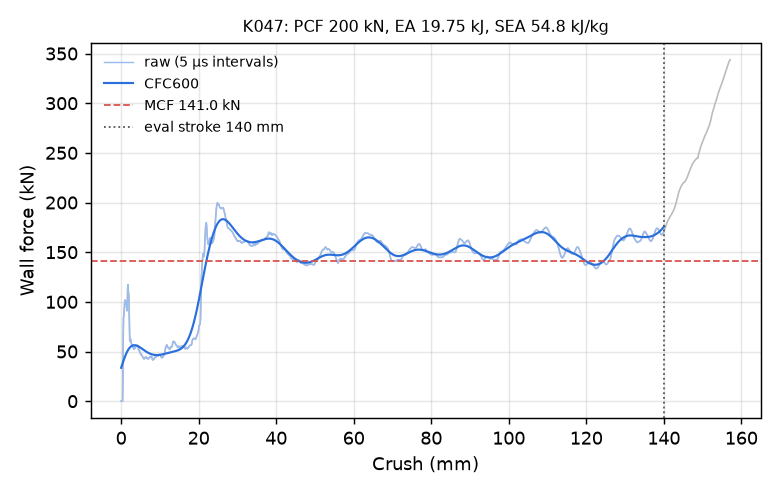 K047: PCF 200 kN, EA 19.75 kJ, SEA 54.8 kJ/kg
raw (5 µs intervals)
CFC600
MCF 141.0 kN
eval stroke 140 mm
Wall force (kN)
350
300
250
200
150
100
50
0
0 20 40 60 80 100 120 140 160
Crush (mm)